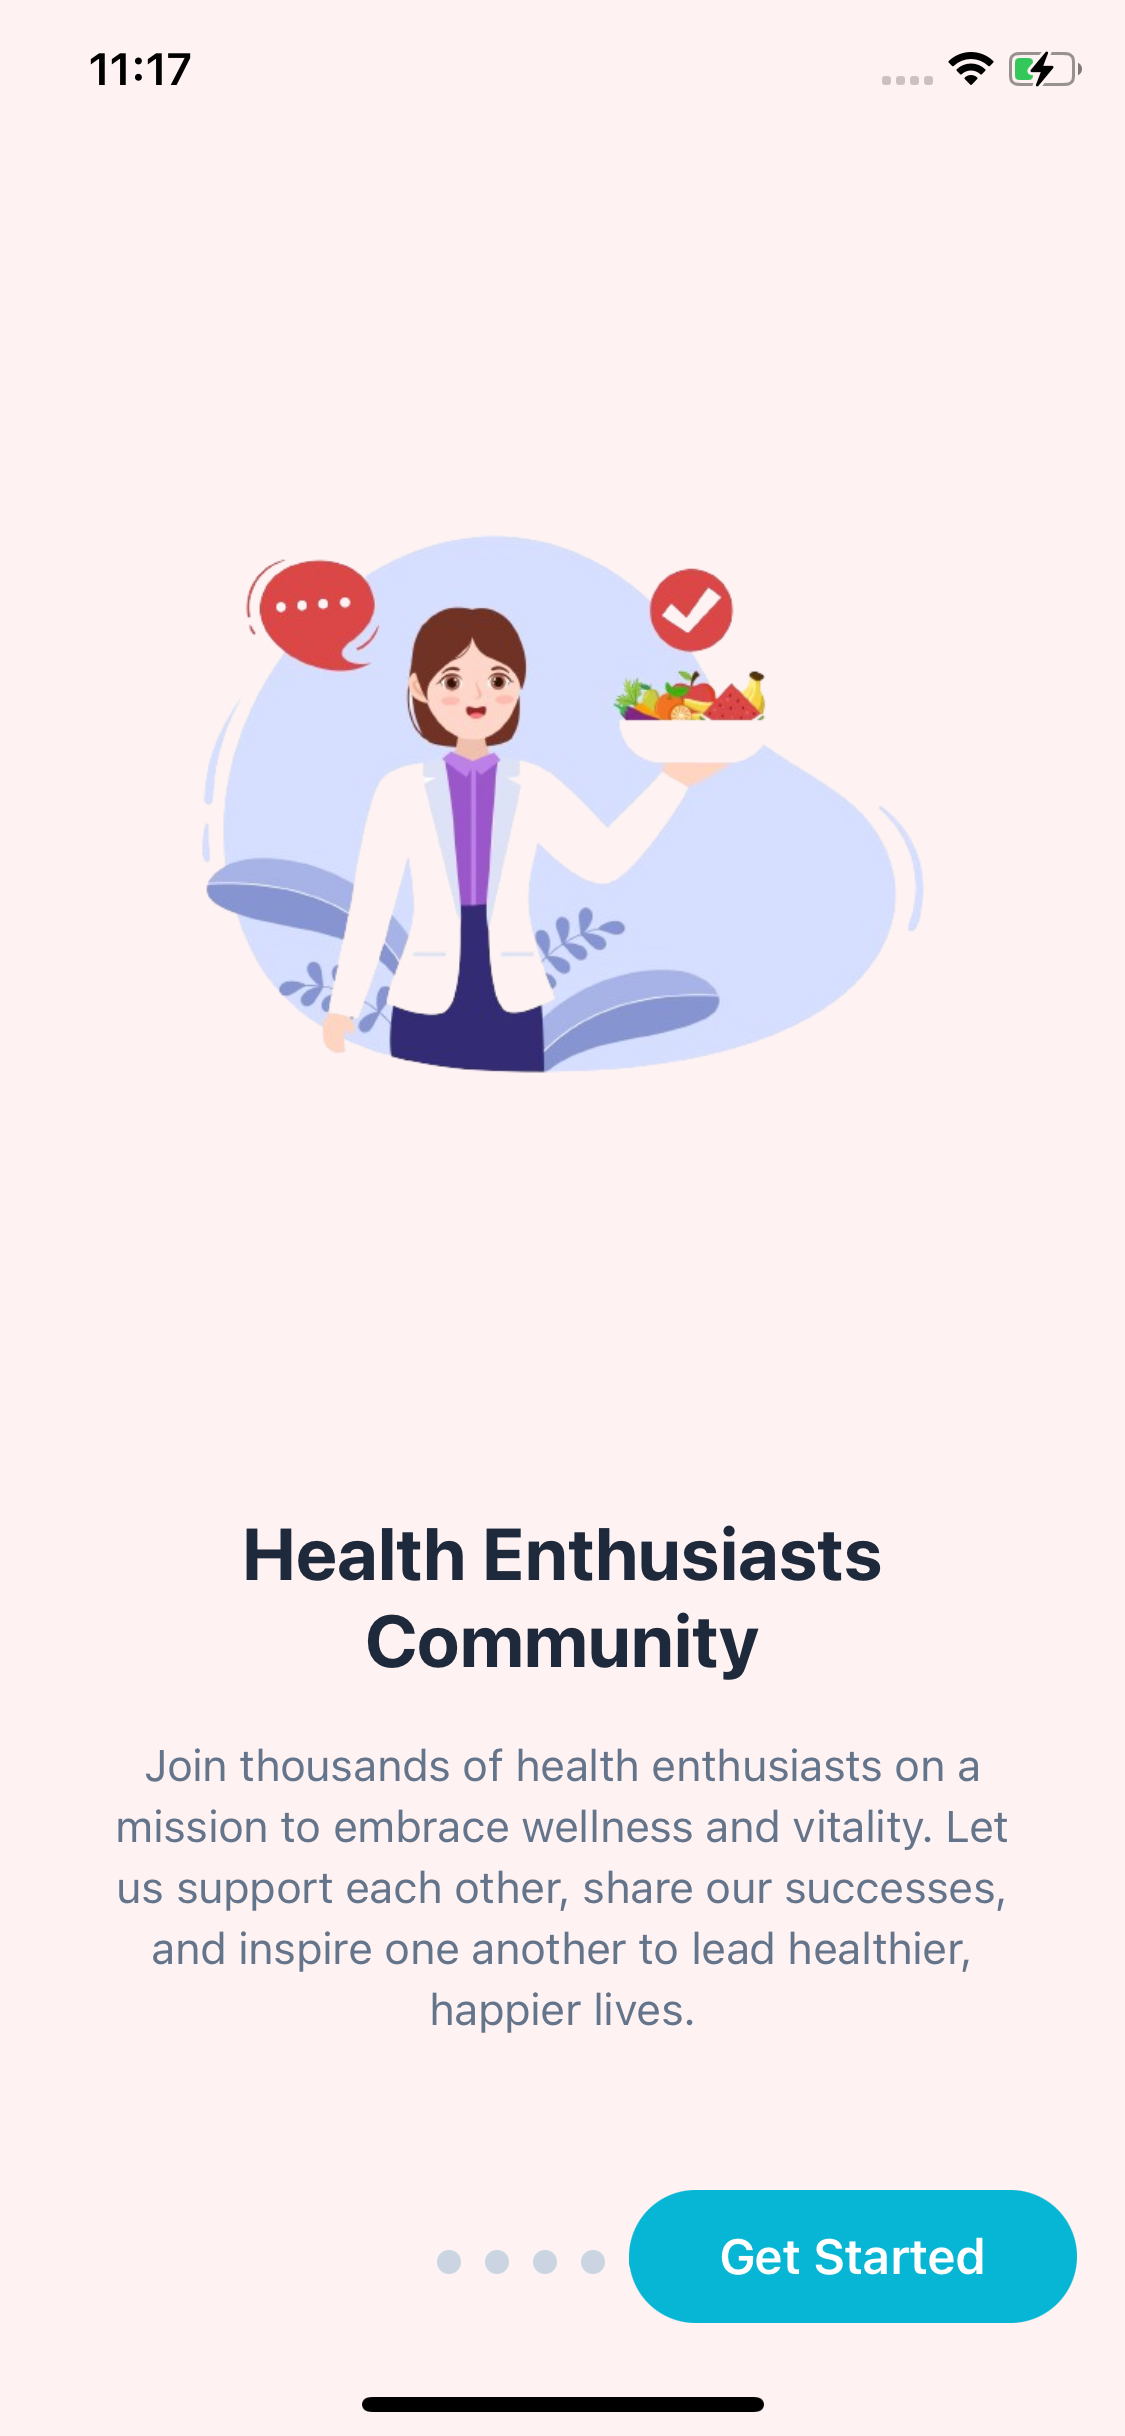 11:17
Health Enthusiasts
Community
Join thousands of health enthusiasts on a
mission to embrace wellness and vitality. Let
us support each other, share our successes,
and inspire one another to lead healthier,
happier lives.
Get Started